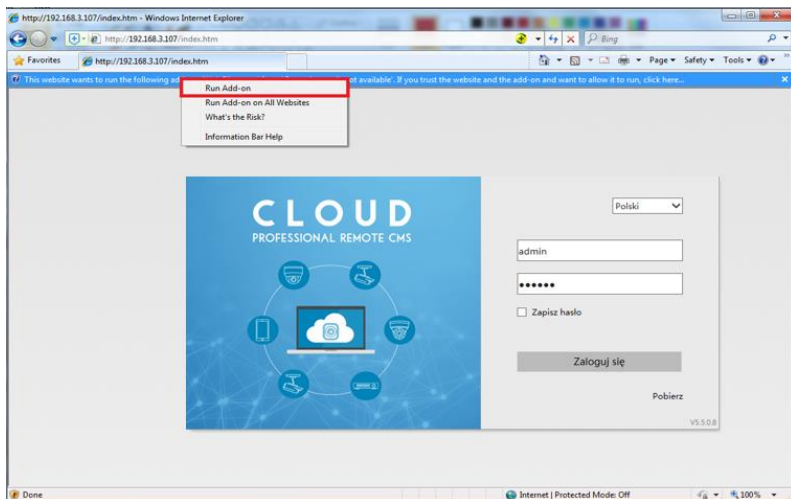 http://192.168.3.107/index.htm - Windows Internet Explorer
http://192.168.3.107/index.htm
Bing
Favorites
http://192.168.3.107/index.htm
Page Safety Tools
This website wants to run the following ad
ot available'. If you trust the website and the add-on and want to allow it to run, click here...
Run Add-on
Run Add-on on All Websites
What's the Risk?
Information Bar Help
CLOUD
PROFESSIONAL REMOTE CMS
Polski
admin
••••••
Zapisz hasło
Zaloguj się
Pobierz
V5.5.0.8
Done
Internet | Protected Mode: Off
100%